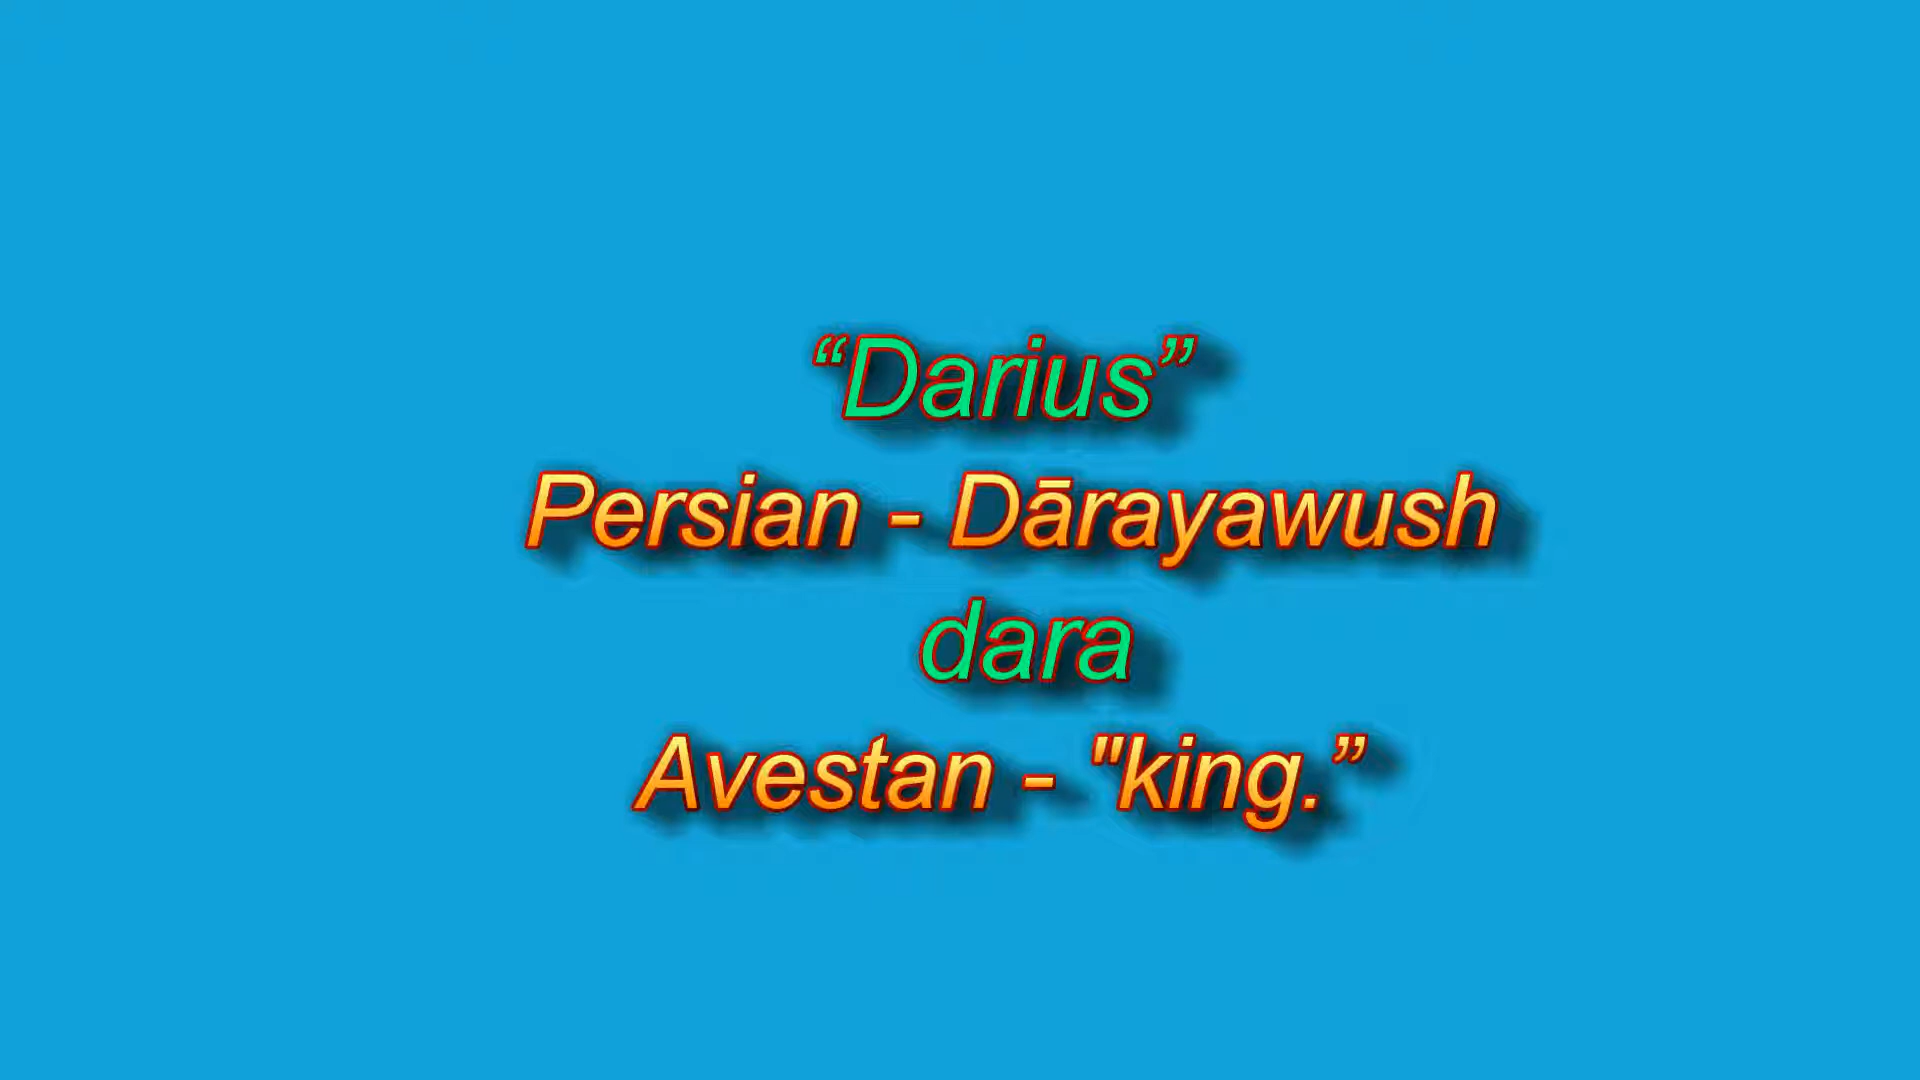 “Darius”
Persian - Dārayawush
dara
Avestan - "king.”